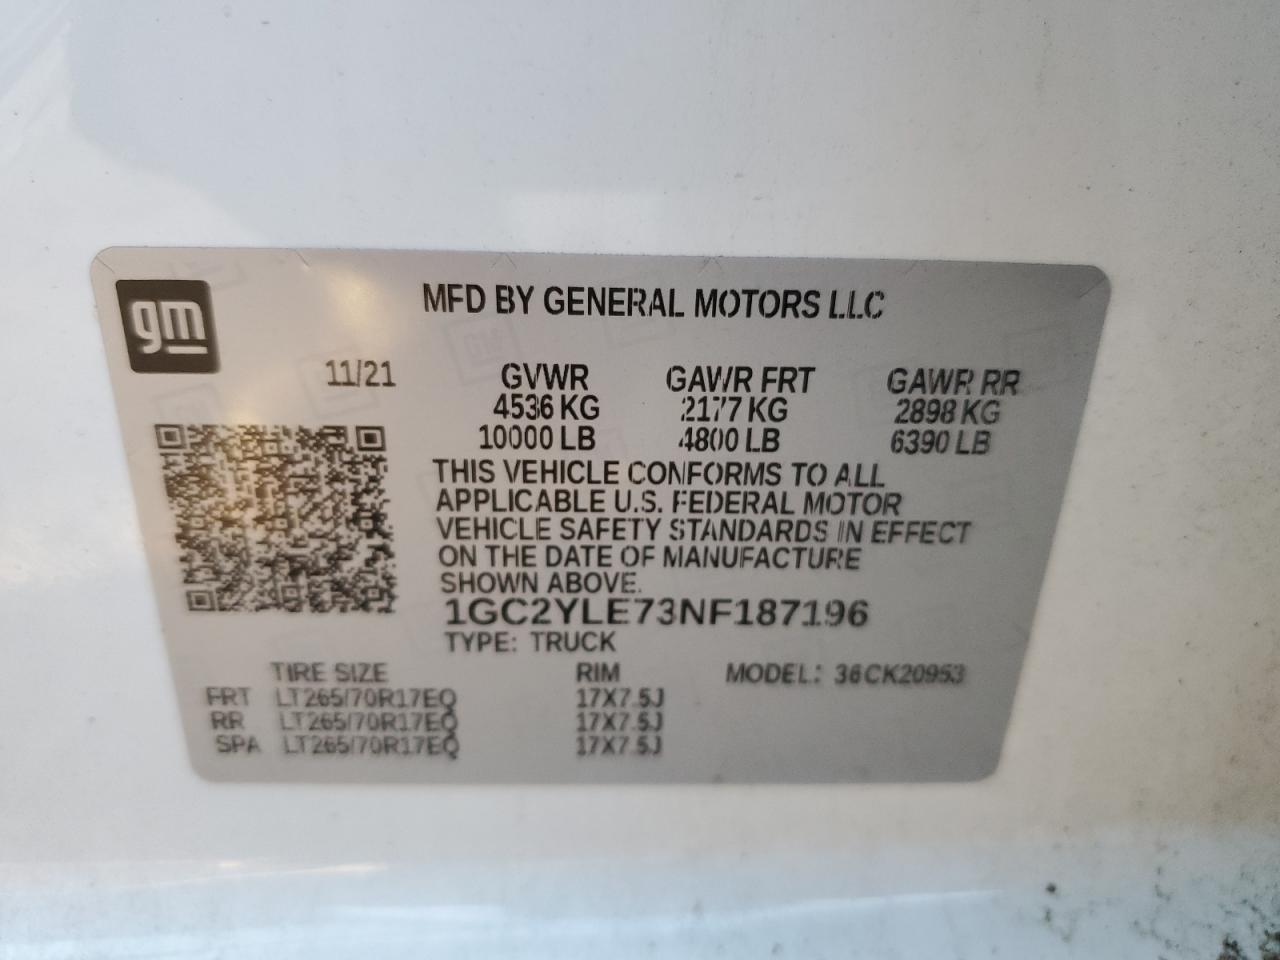 gm
MFD BY GENERAL MOTORS LLC
11/21 GVWR GAWR FRT GAWR RR
4536 KG 2177 KG 2898 KG
10000 LB 4800 LB 6390 LB
THIS VEHICLE CONFORMS TO ALL
APPLICABLE U.S. FEDERAL MOTOR
VEHICLE SAFETY STANDARDS IN EFFECT
ON THE DATE OF MANUFACTURE
SHOWN ABOVE.
1GC2YLE73NF187196
TYPE: TRUCK
TIRE SIZE RIM MODEL: 36CK20953
FRT LT265/70R17EQ 17X7.5J
RR LT265/70R17EQ 17X7.5J
SPA LT265/70R17EQ 17X7.5J